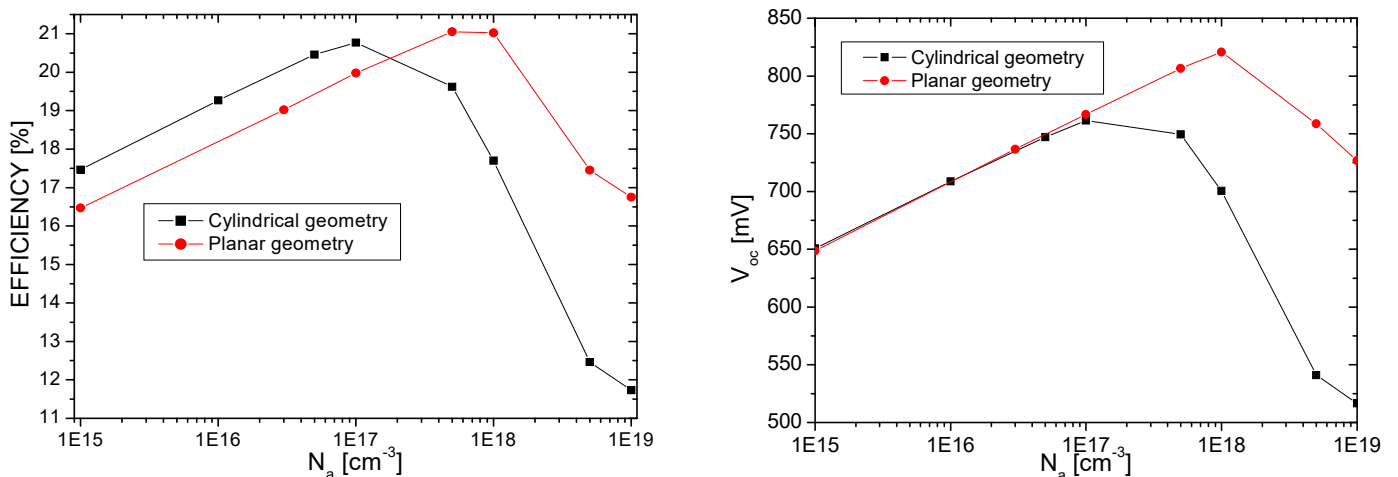 EFFICIENCY [%]
21
20
19
18
17
16
15
14
13
12
11
Cylindrical geometry
Planar geometry
1E15 1E16 1E17 1E18 1E19
Na [cm-3]
Voc [mV]
850
800
750
700
650
600
550
500
Cylindrical geometry
Planar geometry
1E15 1E16 1E17 1E18 1E19
Na [cm-3]